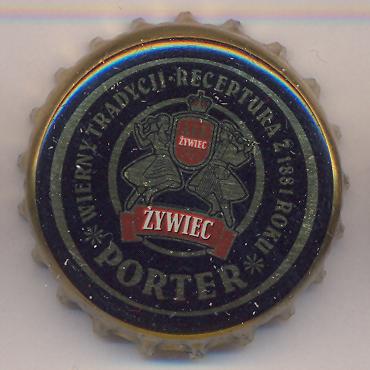 WIERNY TRADYCJI · RECEPTURA Z 1881 ROKU
ŻYWIEC
ŻYWIEC
* PORTER *